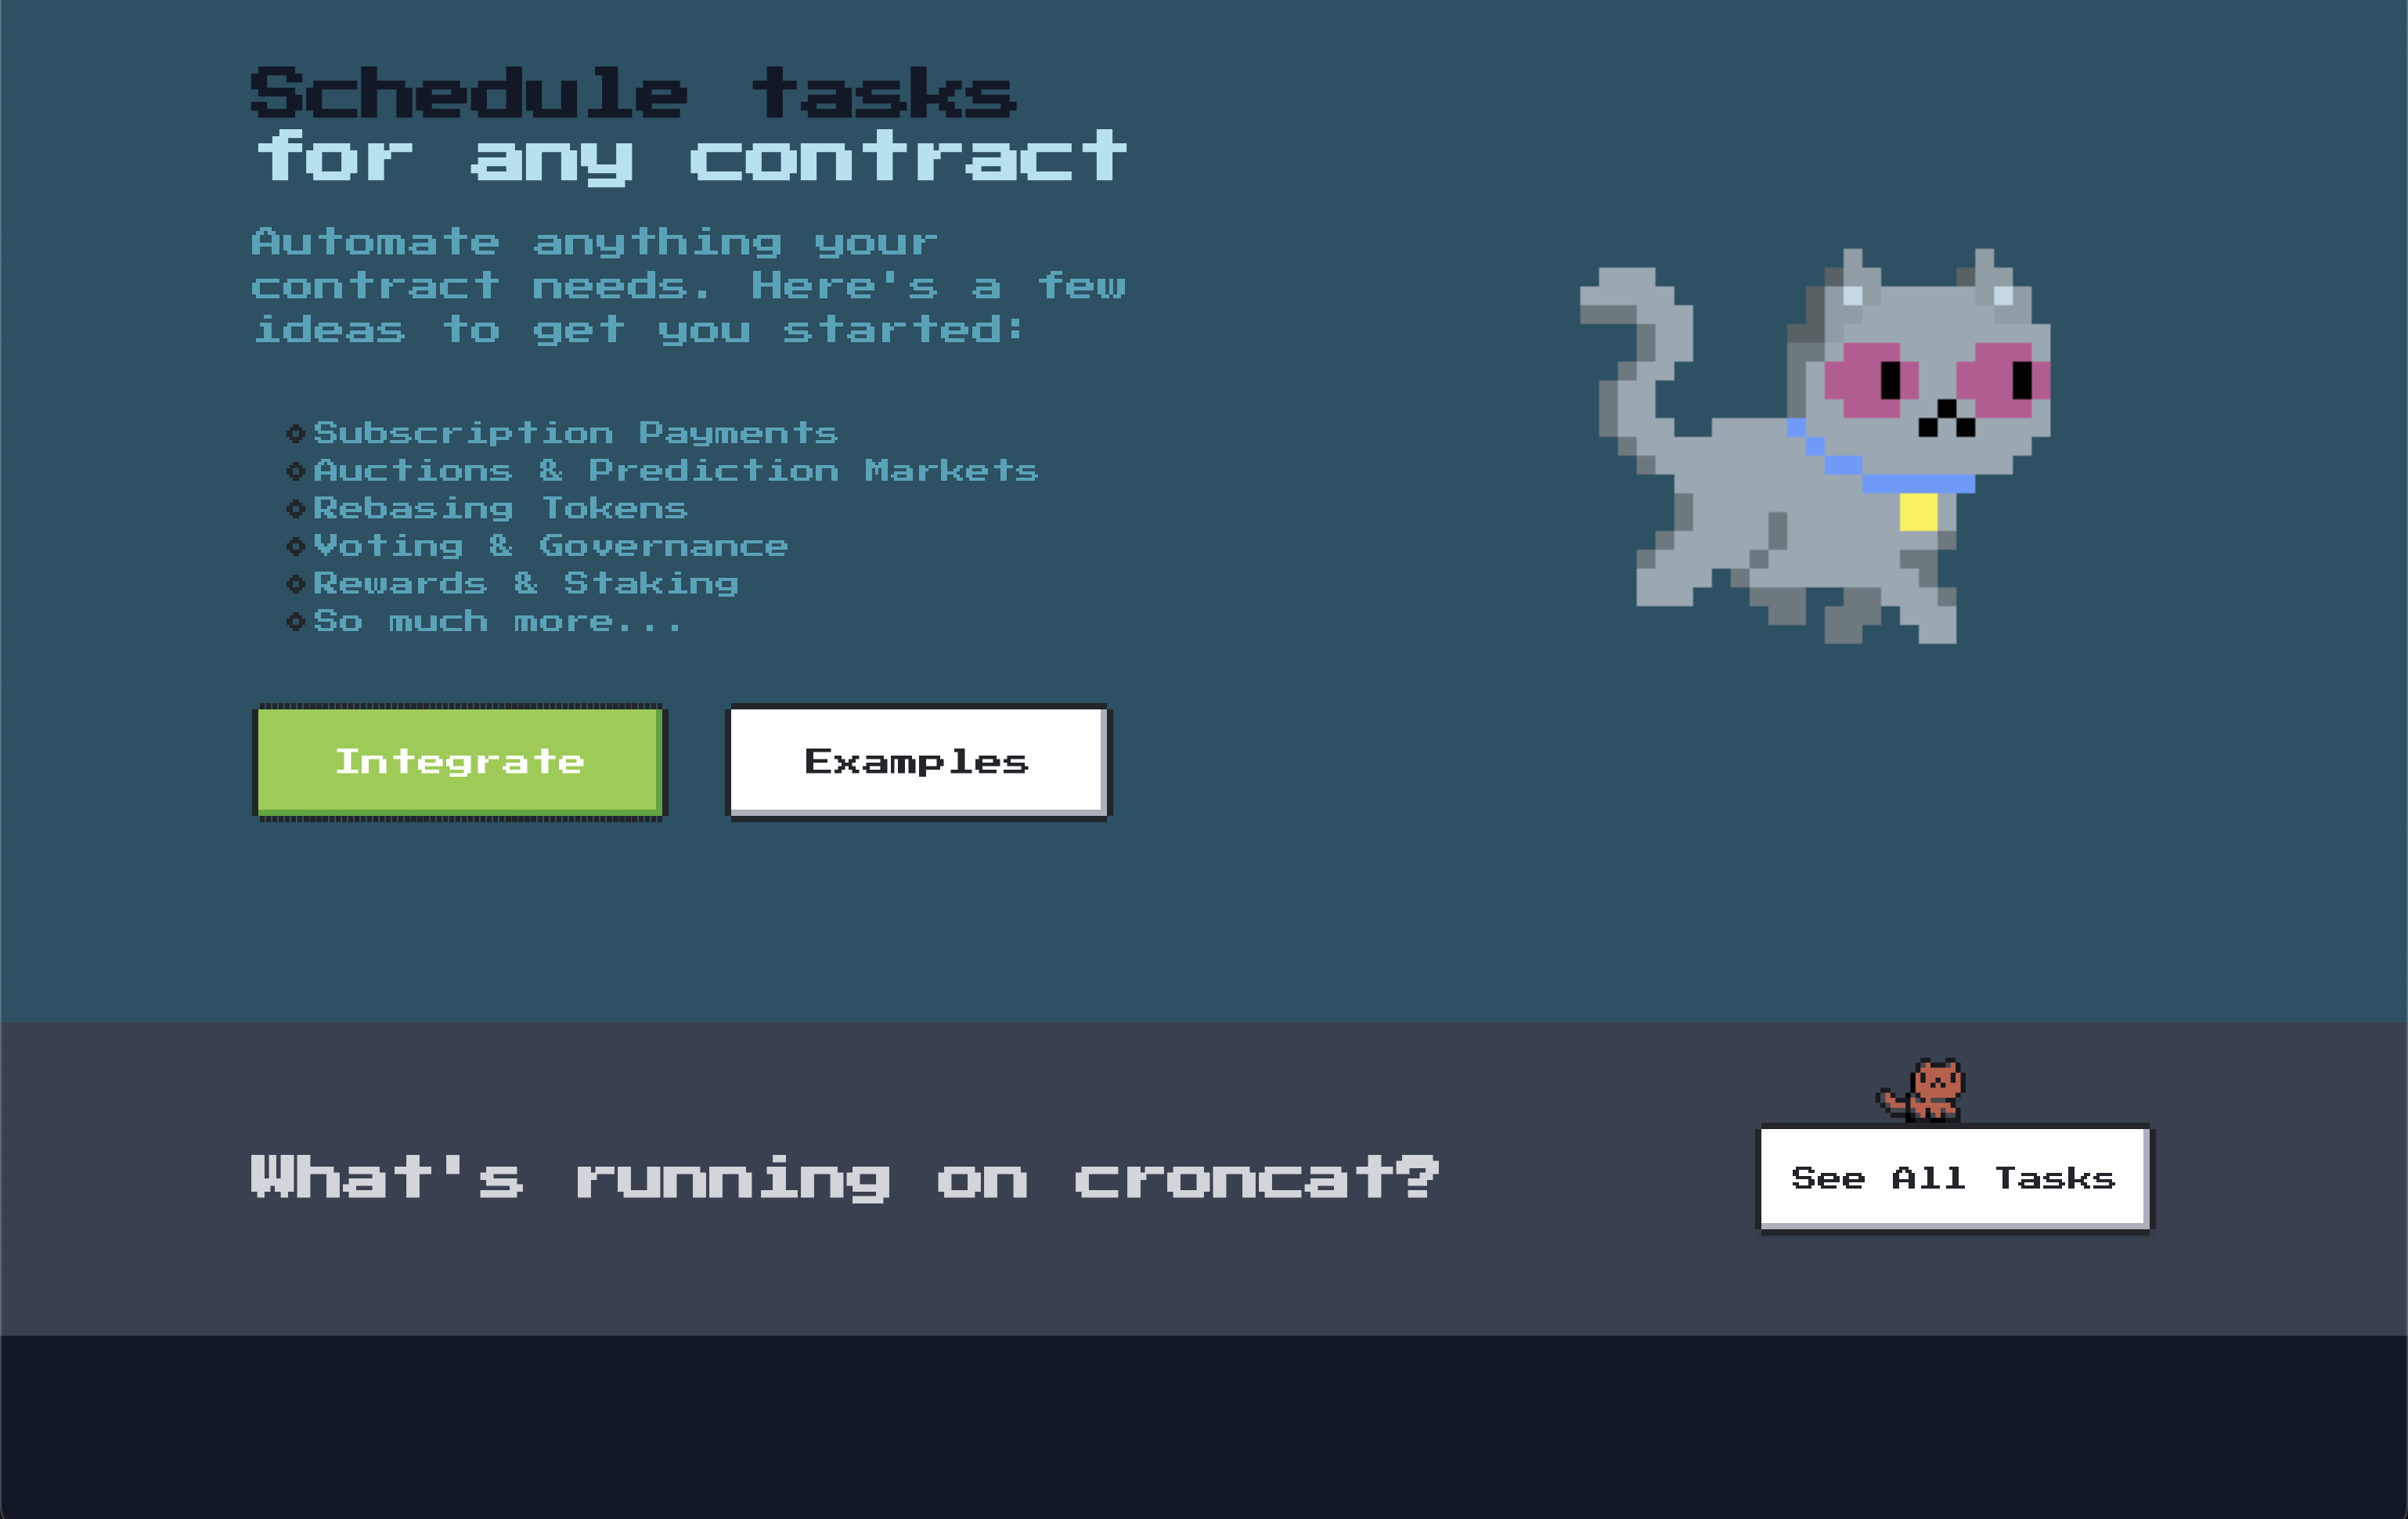 Schedule tasks
for any contract
Automate anything your
contract needs. Here's a few
ideas to get you started:
Subscription Payments
Auctions & Prediction Markets
Rebasing Tokens
Voting & Governance
Rewards & Staking
So much more...
Integrate
Examples
What's running on croncat?
See All Tasks